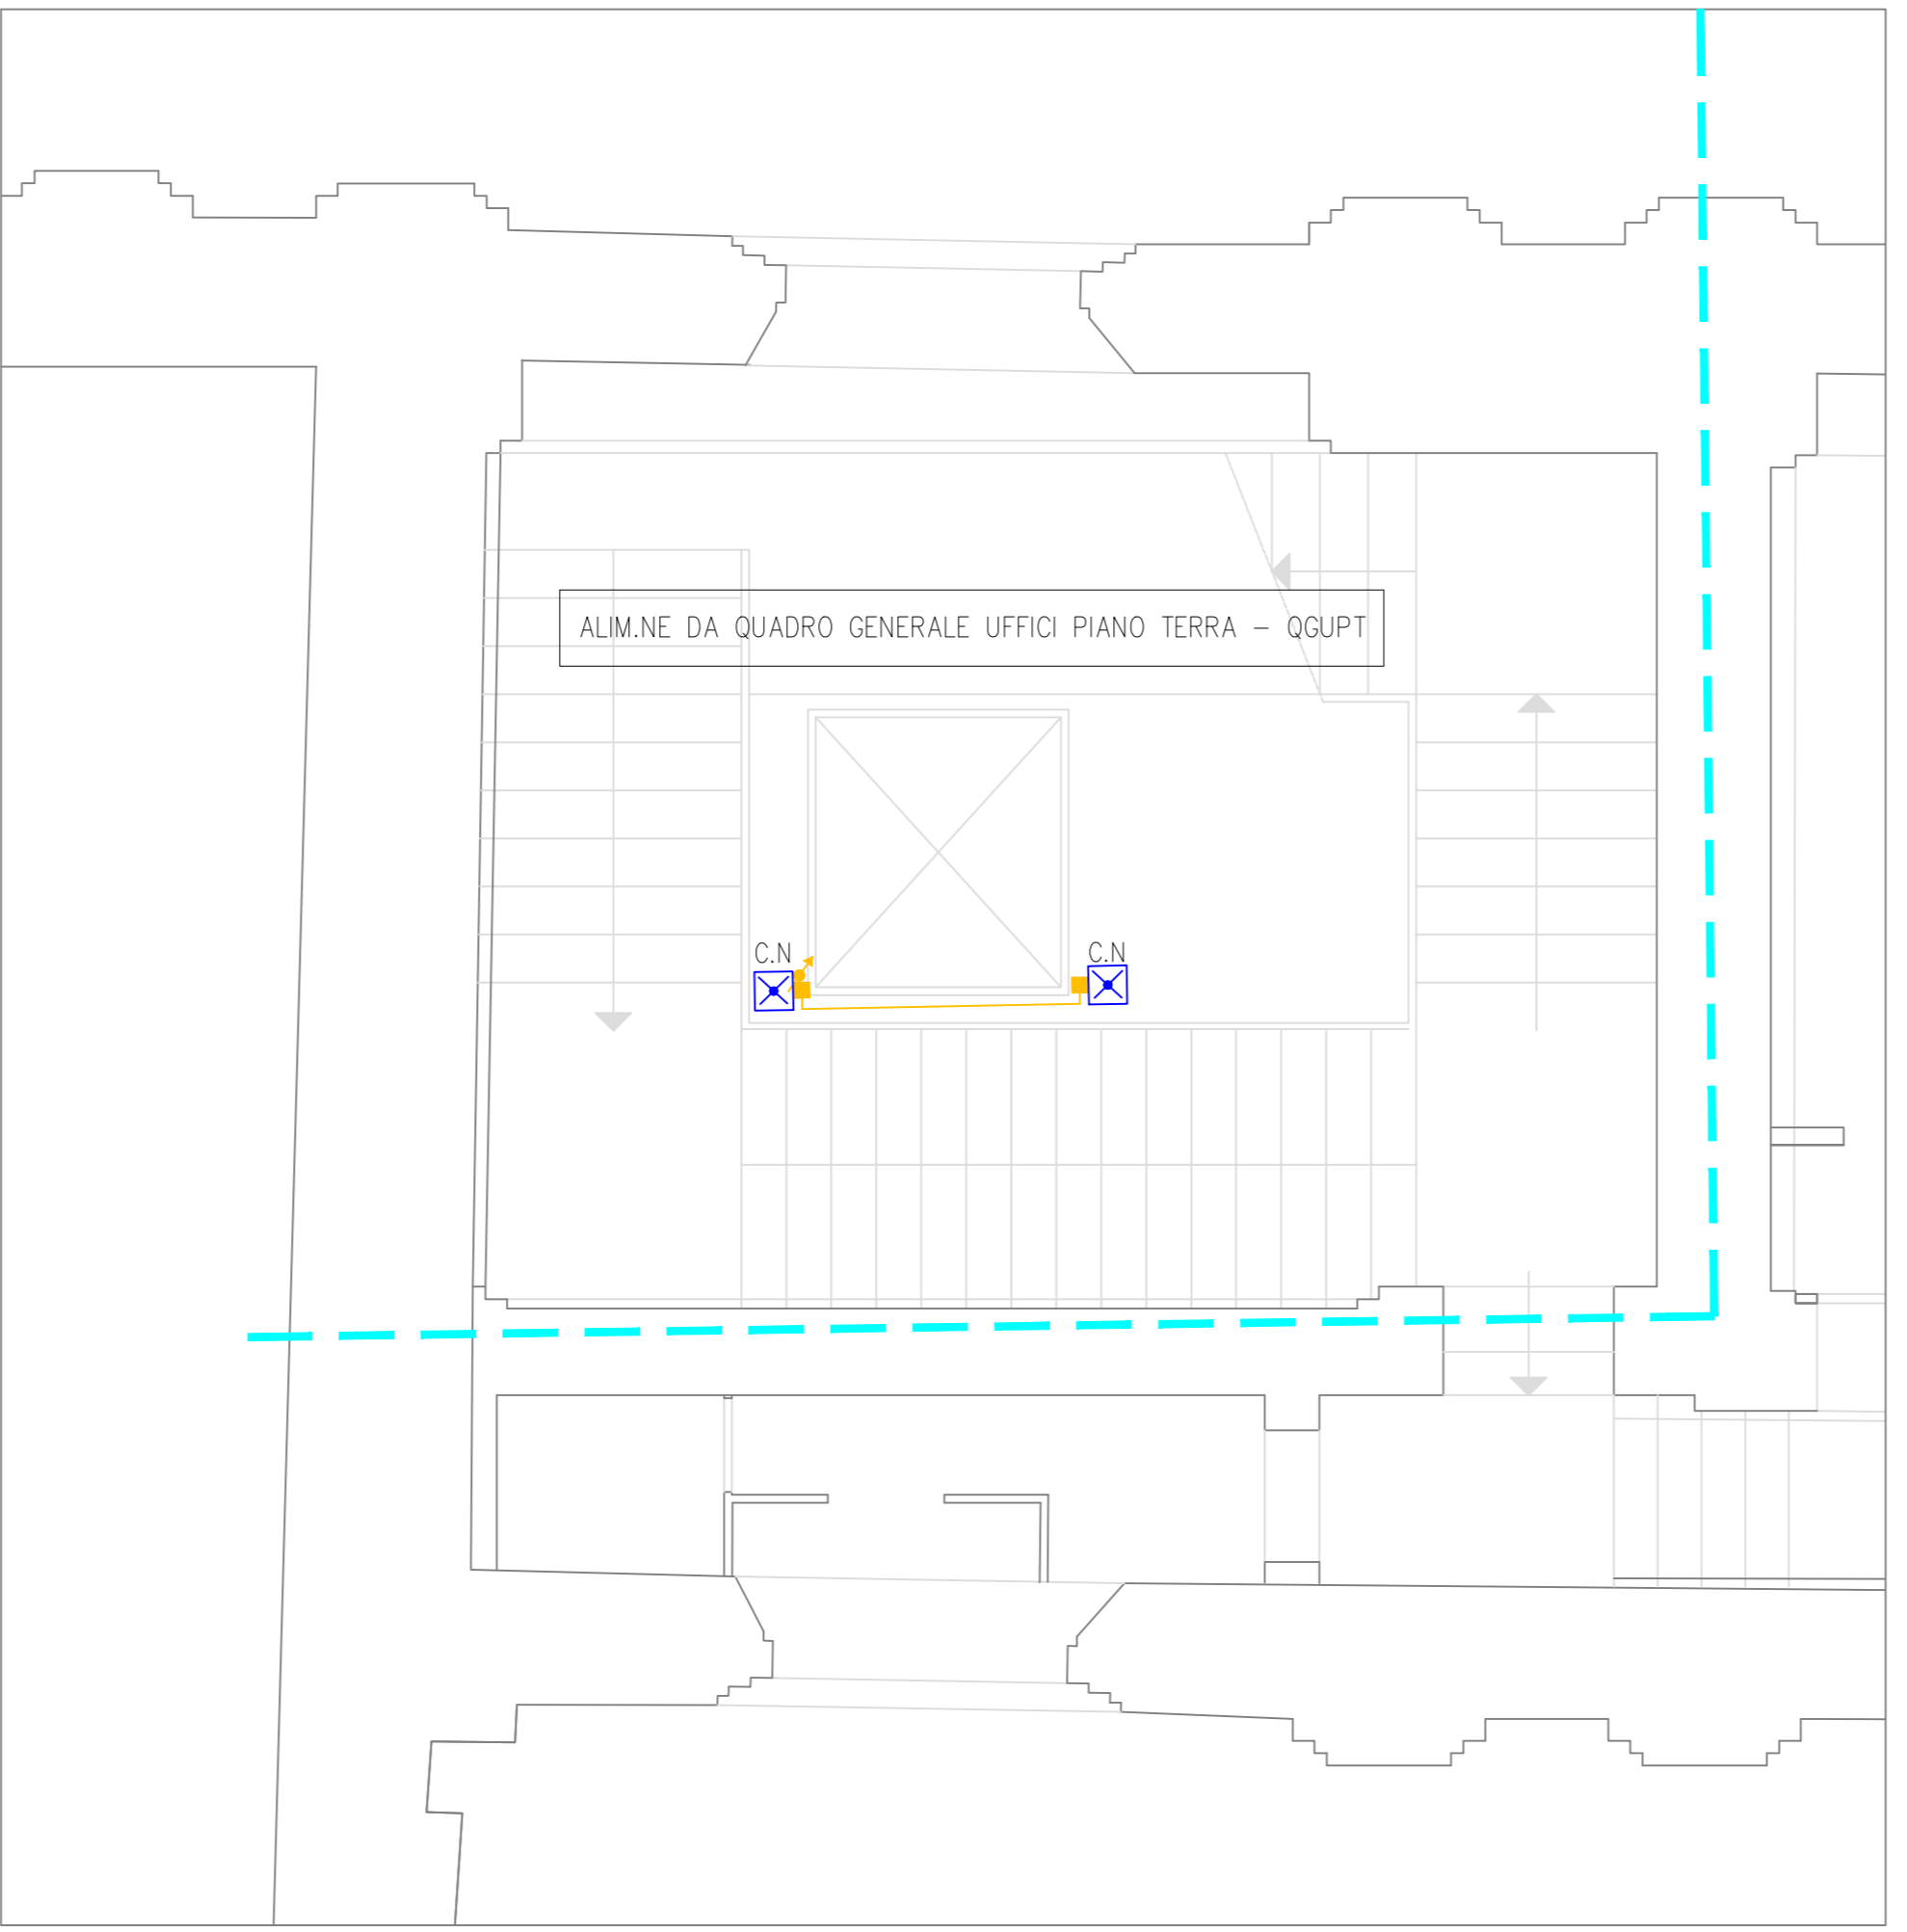 ALIM.NE DA QUADRO GENERALE UFFICI PIANO TERRA - QGUPT
C.N
C.N